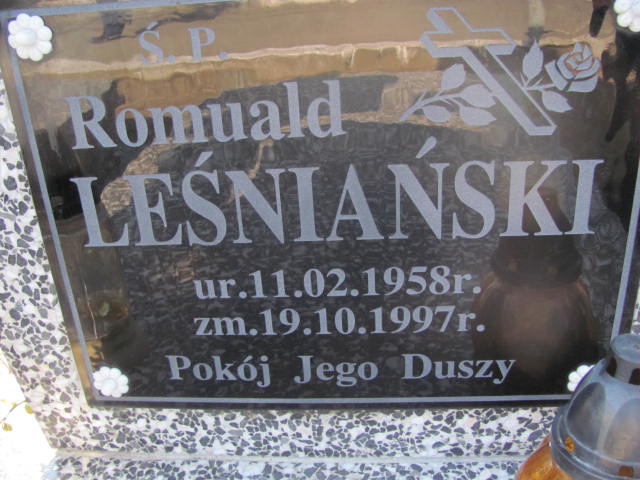 Ś.P.
Romuald
LEŚNIAŃSKI
ur.11.02.1958r.
zm.19.10.1997r.
Pokój Jego Duszy